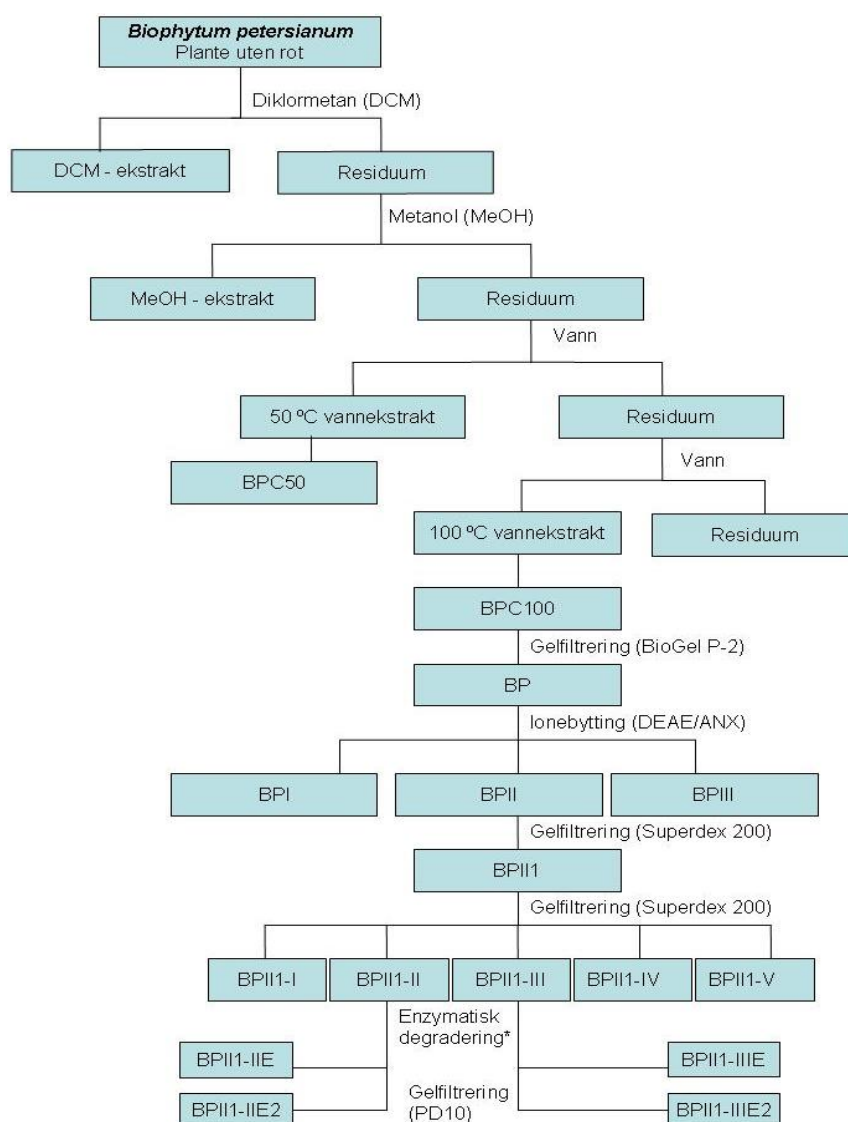 Biophytum petersianum
Plante uten rot
Diklormetan (DCM)
DCM - ekstrakt
Residuum
Metanol (MeOH)
MeOH - ekstrakt
Residuum
Vann
50 ºC vannekstrakt
Residuum
BPC50
Vann
100 ºC vannekstrakt
Residuum
BPC100
Gelfiltrering (BioGel P-2)
BP
Ionebytting (DEAE/ANX)
BPI
BPII
BPIII
Gelfiltrering (Superdex 200)
BPII1
Gelfiltrering (Superdex 200)
BPII1-I
BPII1-II
BPII1-III
BPII1-IV
BPII1-V
Enzymatisk
degradering*
BPII1-IIE
BPII1-IIIE
Gelfiltrering
(PD10)
BPII1-IIE2
BPII1-IIIE2